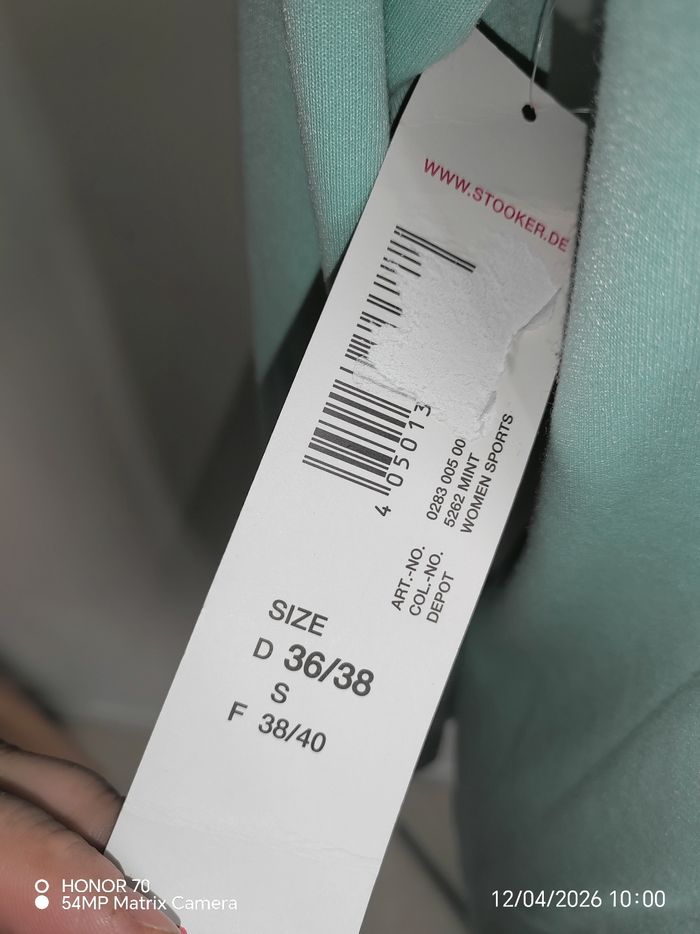 WWW.STOOKER.DE
4 05013
ART.-NO. 0283 005 00
COL.-NO. 5262 MINT
DEPOT WOMEN SPORTS
SIZE
D 36/38
S
F 38/40
HONOR 70
54MP Matrix Camera
12/04/2026 10:00